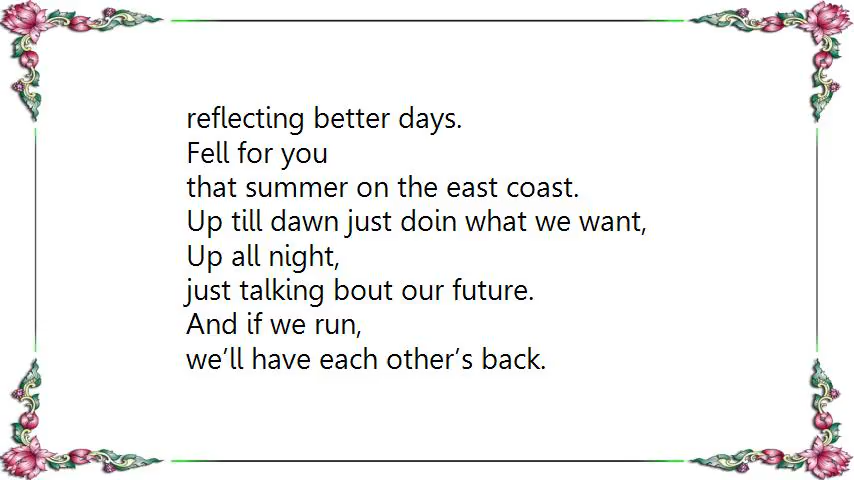 reflecting better days.
Fell for you
that summer on the east coast.
Up till dawn just doin what we want,
Up all night,
just talking bout our future.
And if we run,
we’ll have each other’s back.